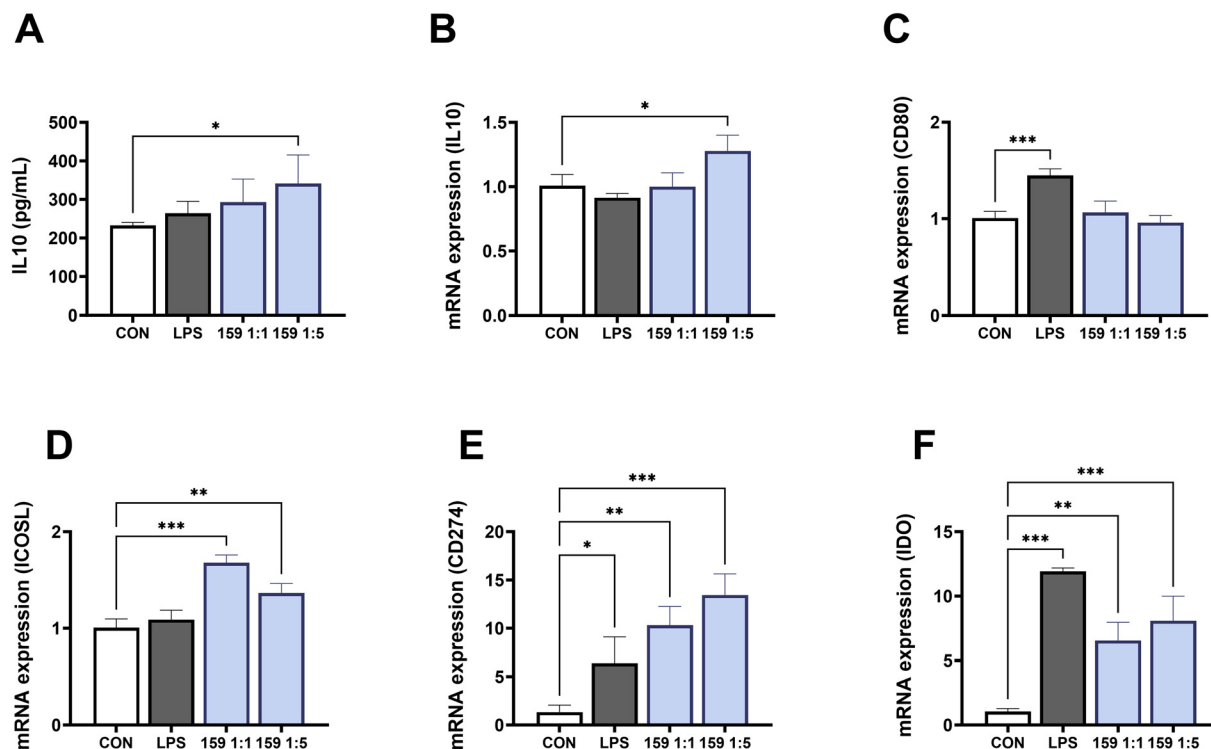 A
B
C
IL10 (pg/mL)
500
400
300
200
100
0
*
CON LPS 159 1:1 159 1:5
mRNA expression (IL10)
1.5
1.0
0.5
0.0
*
CON LPS 159 1:1 159 1:5
mRNA expression (CD80)
2
1
0
***
CON LPS 159 1:1 159 1:5
D
E
F
mRNA expression (ICOSL)
2
1
0
**
***
CON LPS 159 1:1 159 1:5
mRNA expression (CD274)
20
15
10
5
0
***
**
*
CON LPS 159 1:1 159 1:5
mRNA expression (IDO)
15
10
5
0
***
**
***
CON LPS 159 1:1 159 1:5